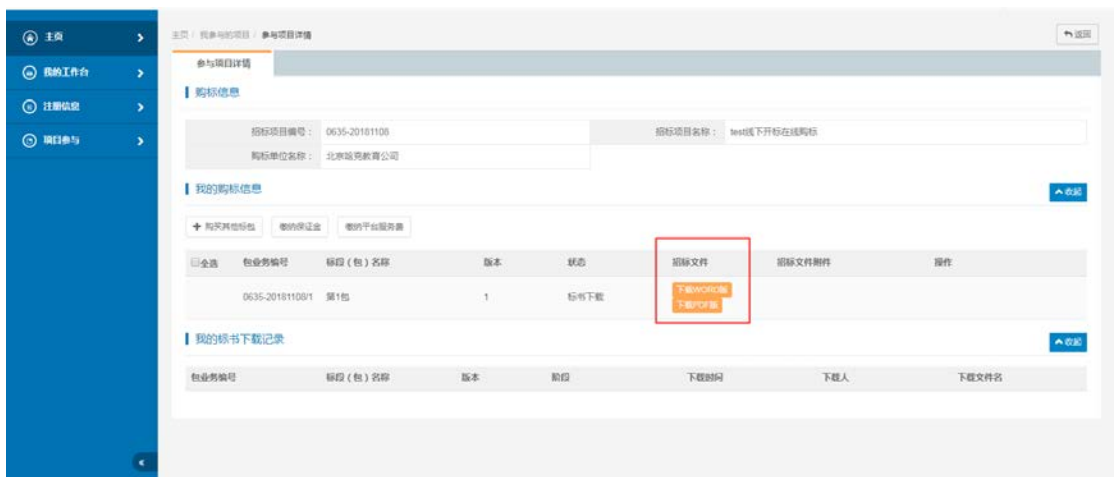 主页
我的工作台
注册信息
项目参与
主页 / 我参与的项目 / 参与项目详情
返回
参与项目详情
购标信息
招标项目编号： 0635-20181108 招标项目名称： test线下开标在线购标
购标单位名称： 北京哈克教育公司
我的购标信息
收起
购买其他标包 缴纳保证金 缴纳平台服务费
全选 包业务编号 标段（包）名称 版本 状态 招标文件 招标文件附件 操作
0635-20181108/1 第1包 1 标书下载 下载WORD版
下载PDF版
我的标书下载记录
收起
包业务编号 标段（包）名称 版本 阶段 下载时间 下载人 下载文件名